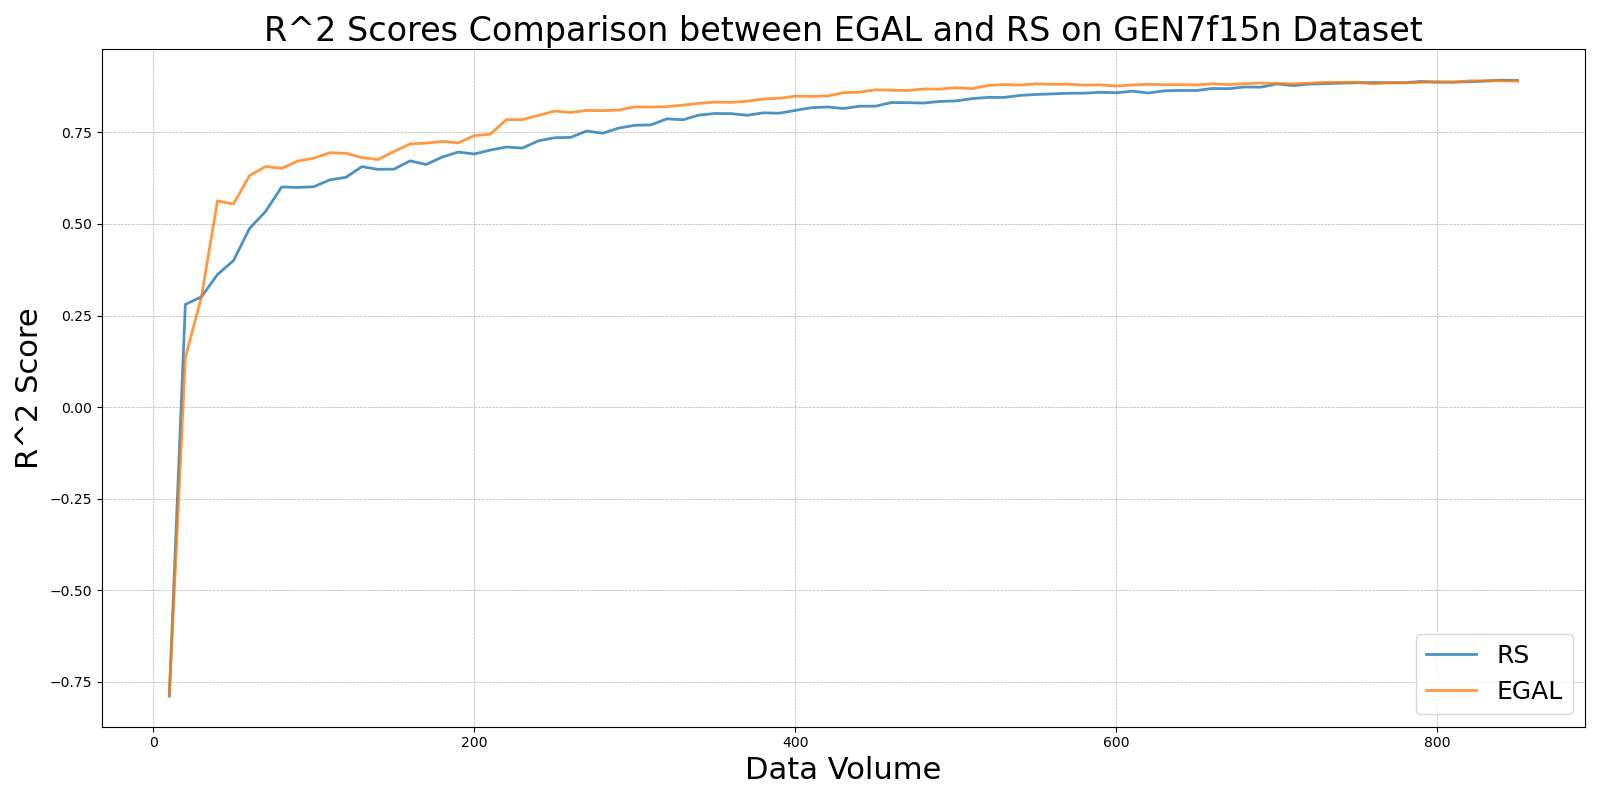 R^2 Scores Comparison between EGAL and RS on GEN7f15n Dataset
R^2 Score
0.75
0.50
0.25
0.00
−0.25
−0.50
−0.75
RS
EGAL
0 200 400 600 800
Data Volume